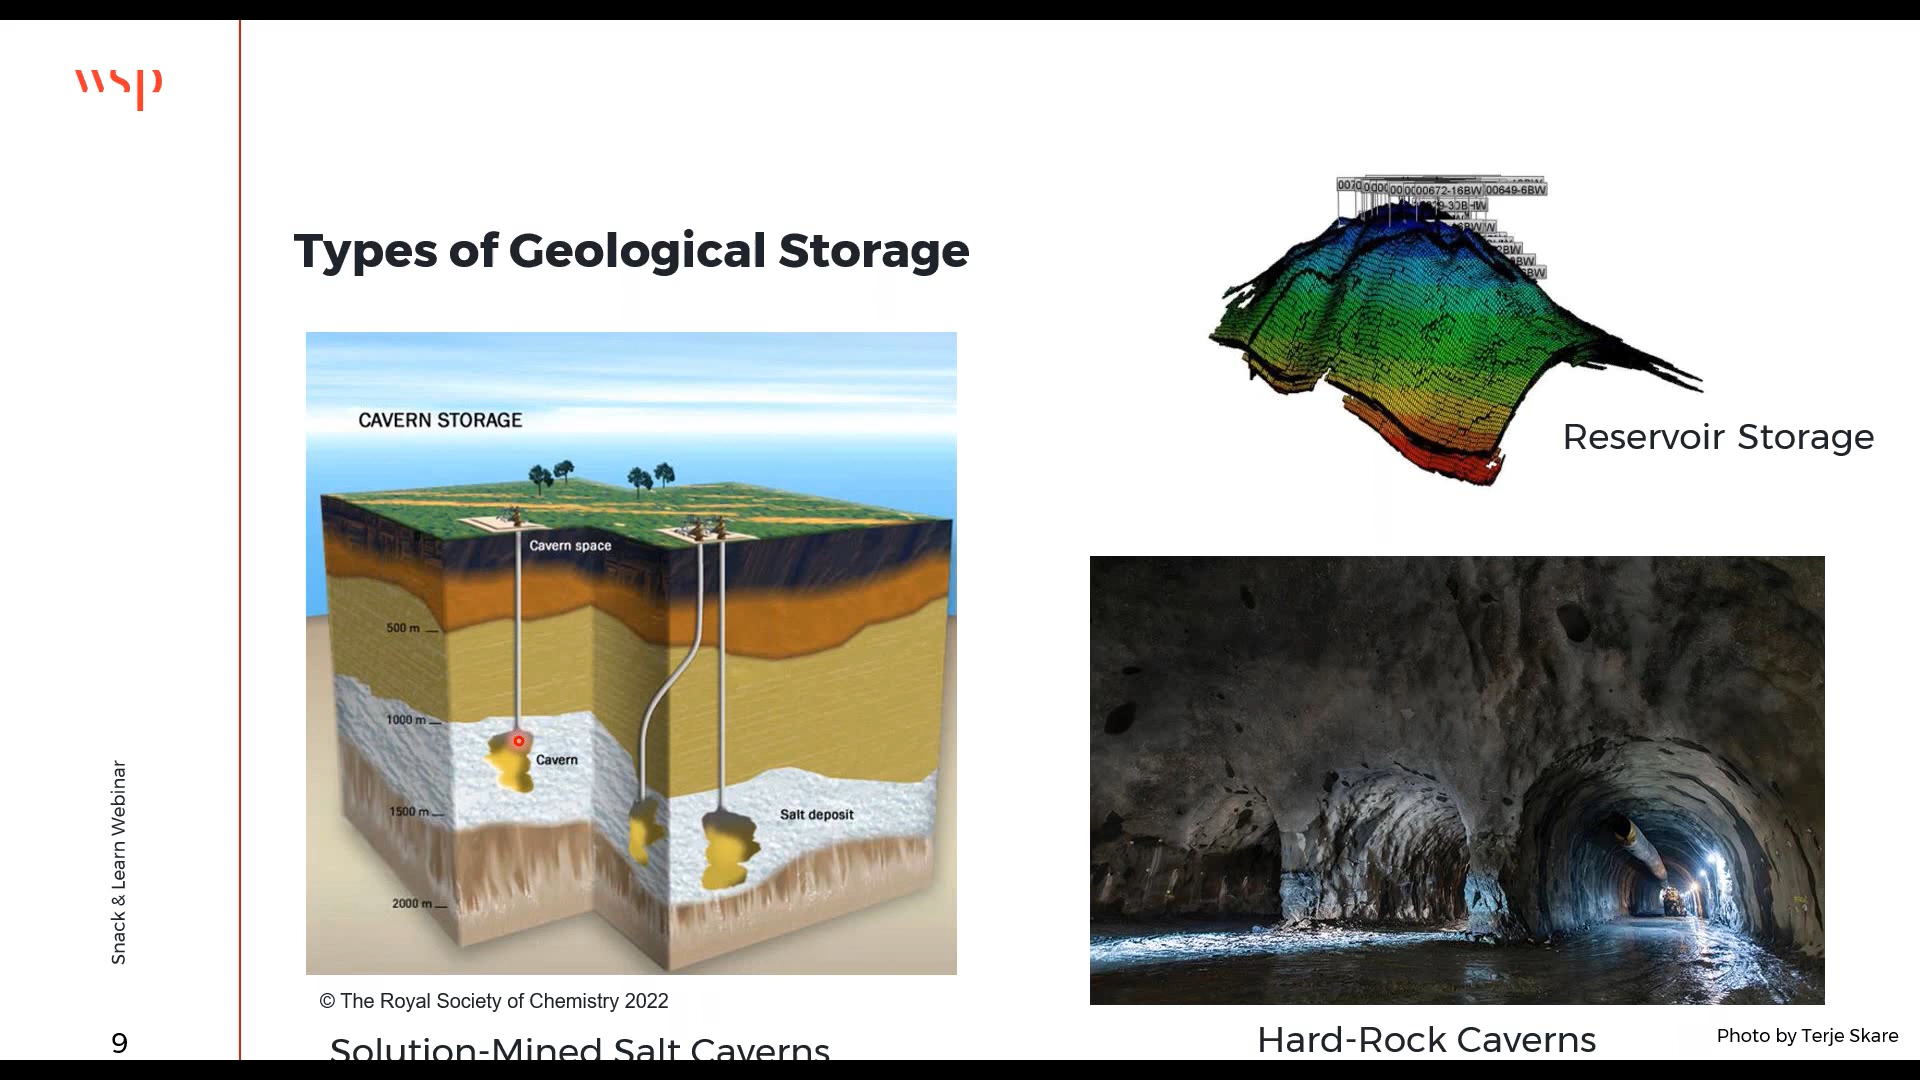 wsp
Types of Geological Storage
CAVERN STORAGE
Cavern space
500 m
1000 m
Cavern
1500 m
Salt deposit
2000 m
© The Royal Society of Chemistry 2022
Solution-Mined Salt Caverns
00672-16BW
00649-6BW
Reservoir Storage
Hard-Rock Caverns
Photo by Terje Skare
Snack & Learn Webinar
9